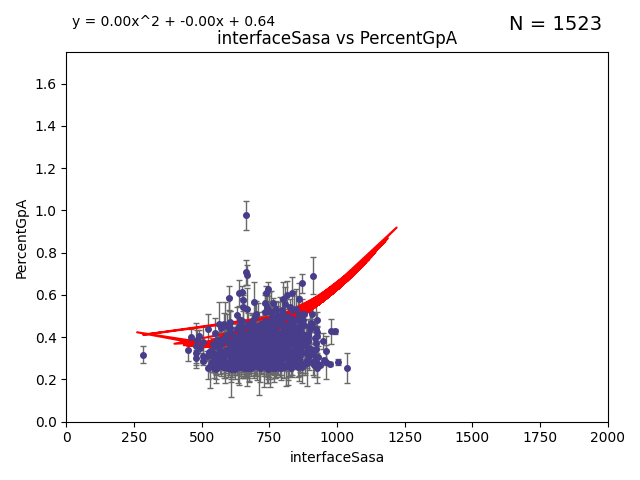 y = 0.00x^2 + -0.00x + 0.64
N = 1523
interfaceSasa vs PercentGpA
1.6
1.4
1.2
1.0
0.8
0.6
0.4
0.2
0.0
PercentGpA
0 250 500 750 1000 1250 1500 1750 2000
interfaceSasa